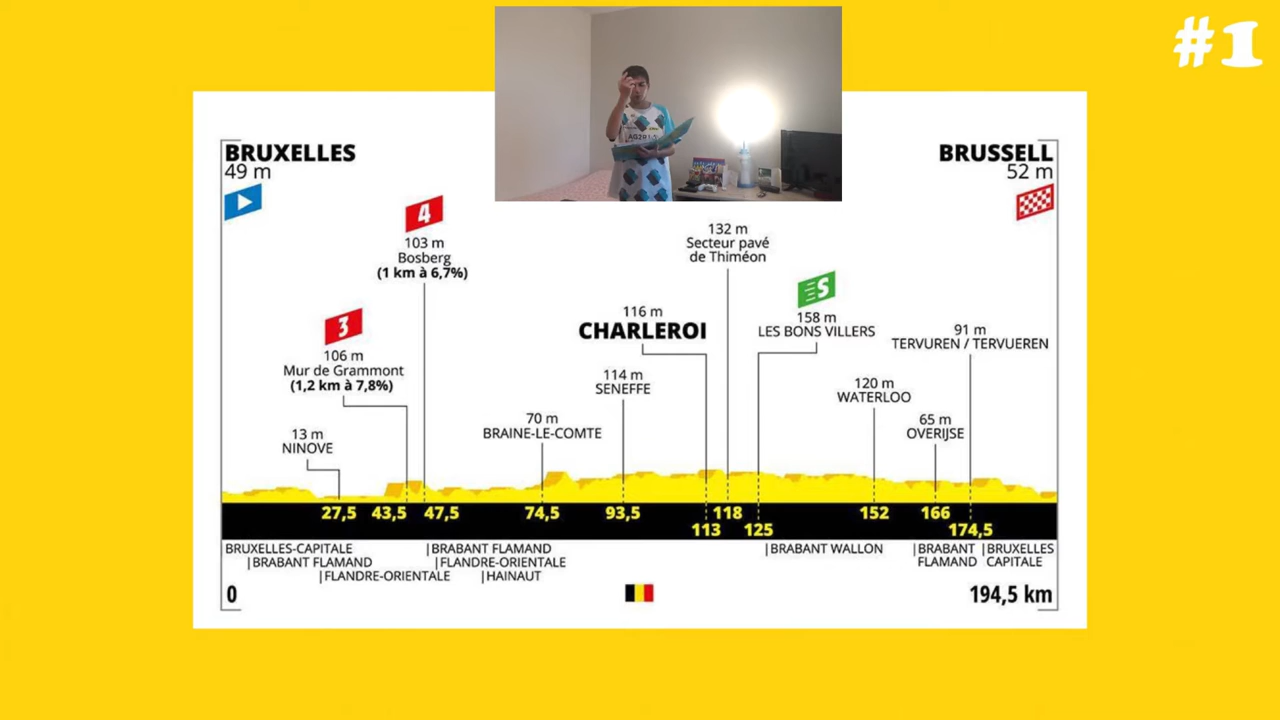 #1
BRUXELLES
49 m
BRUSSELL
52 m
4
103 m
Bosberg
(1 km à 6,7%)
3
106 m
Mur de Grammont
(1,2 km à 7,8%)
13 m
NINOVE
70 m
BRAINE-LE-COMTE
114 m
SENEFFE
116 m
CHARLEROI
132 m
Secteur pavé
de Thiméon
S
158 m
LES BONS VILLERS
120 m
WATERLOO
65 m
OVERIJSE
91 m
TERVUREN / TERVUEREN
27,5 43,5 47,5 74,5 93,5 113 118 125 152 166 174,5
BRUXELLES-CAPITALE
BRABANT FLAMAND
FLANDRE-ORIENTALE
BRABANT FLAMAND
FLANDRE-ORIENTALE
HAINAUT
BRABANT WALLON
BRABANT
FLAMAND
BRUXELLES
CAPITALE
0
194,5 km